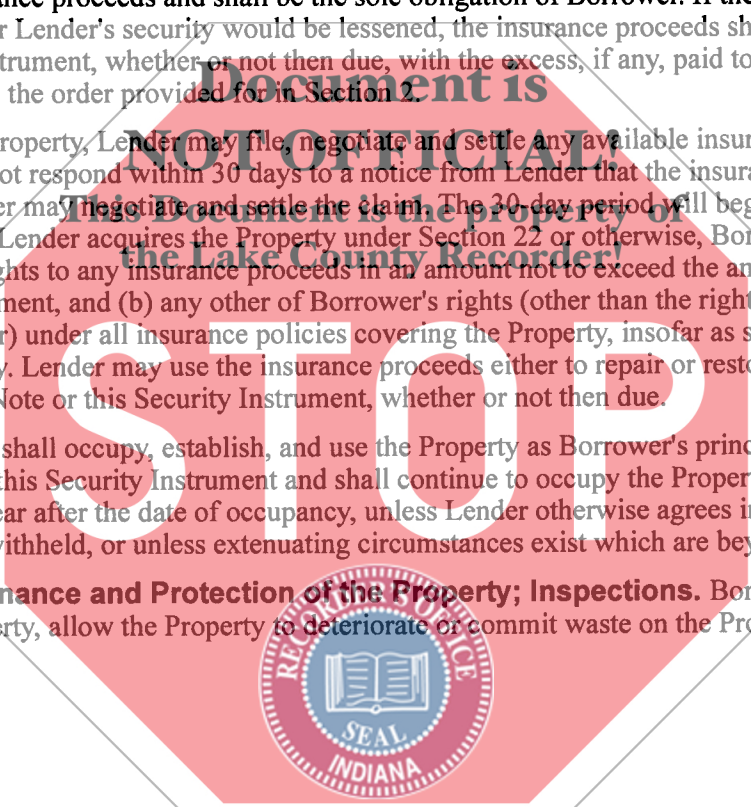 ance proceeds and shall be the sole obligation of Borrower. If the
r Lender's security would be lessened, the insurance proceeds sh
trument, whether or not then due, with the excess, if any, paid to
the order provided for in Section 2.
Document is
NOT OFFICIAL!
This Document is the property of
the Lake County Recorder!
roperty, Lender may file, negotiate and settle any available insur
ot respond within 30 days to a notice from Lender that the insura
er may negotiate and settle the claim. The 30-day period will beg
Lender acquires the Property under Section 22 or otherwise, Bor
ghts to any insurance proceeds in an amount not to exceed the am
ment, and (b) any other of Borrower's rights (other than the right
r) under all insurance policies covering the Property, insofar as s
y. Lender may use the insurance proceeds either to repair or resto
Note or this Security Instrument, whether or not then due.
STOP
shall occupy, establish, and use the Property as Borrower's princ
this Security Instrument and shall continue to occupy the Proper
ear after the date of occupancy, unless Lender otherwise agrees i
withheld, or unless extenuating circumstances exist which are bey
nance and Protection of the Property; Inspections. Bor
erty, allow the Property to deteriorate or commit waste on the Pro
RECORDER'S OFFICE
SEAL
INDIANA